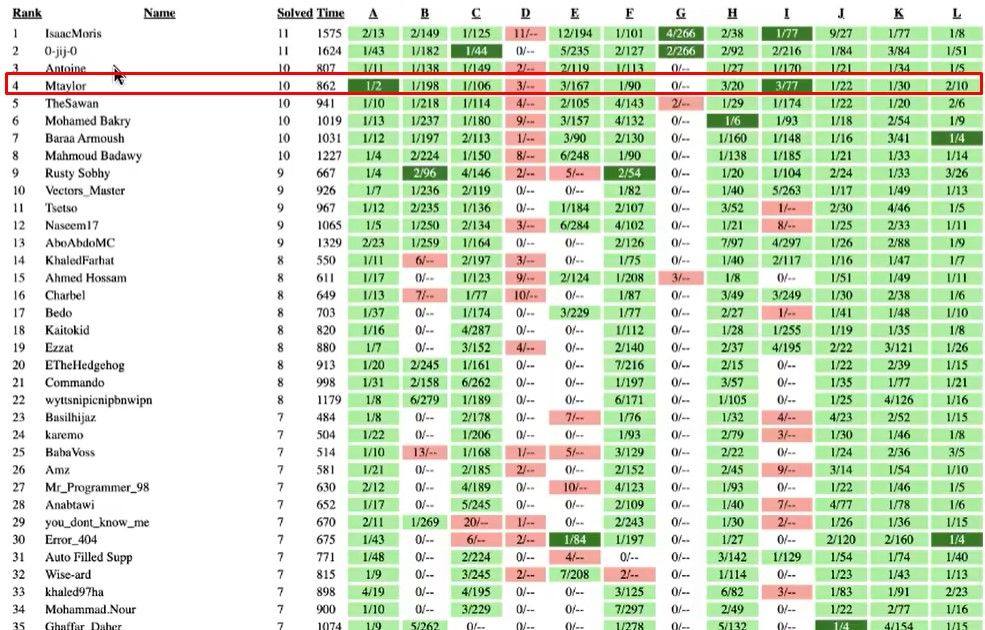 Rank Name Solved Time A B C D E F G H I J K L
1 IsaacMoris 11 1575 2/13 2/149 1/125 11/-- 12/194 1/101 4/266 2/38 1/77 9/27 1/77 1/8
2 0-jij-0 11 1624 1/43 1/182 1/44 0/-- 5/235 2/127 2/266 2/92 2/216 1/84 3/84 1/51
3 Antoine 10 807 1/11 1/138 1/149 2/-- 2/119 1/113 0/-- 1/27 1/170 1/21 1/34 1/5
4 Mtaylor 10 862 1/2 1/198 1/106 3/-- 3/167 1/90 0/-- 3/20 3/77 1/22 1/30 2/10
5 TheSawan 10 941 1/10 1/218 1/114 4/-- 2/105 4/143 2/-- 1/29 1/174 1/22 1/20 2/6
6 Mohamed Bakry 10 1019 1/13 1/237 1/180 9/-- 3/157 4/132 0/-- 1/6 1/93 1/18 2/54 1/9
7 Baraa Armoush 10 1031 1/12 1/197 2/113 1/-- 3/90 2/130 0/-- 1/160 1/148 1/16 3/41 1/4
8 Mahmoud Badawy 10 1227 1/4 2/224 1/150 8/-- 6/248 1/90 0/-- 1/138 1/185 1/21 1/33 1/14
9 Rusty Sobhy 9 667 1/4 2/96 4/146 2/-- 5/-- 2/54 0/-- 1/20 1/104 2/24 1/33 3/26
10 Vectors_Master 9 926 1/7 1/236 2/119 0/-- 0/-- 1/82 0/-- 1/40 5/263 1/17 1/49 1/13
11 Tsetso 9 967 1/12 2/235 1/136 0/-- 1/184 2/107 0/-- 3/52 1/-- 2/30 4/46 1/5
12 Naseem17 9 1065 1/5 1/250 2/134 3/-- 6/284 4/102 0/-- 1/21 8/-- 1/25 2/33 1/11
13 AboAbdoMC 9 1329 2/23 1/259 1/164 0/-- 0/-- 2/126 0/-- 7/97 4/297 1/26 2/88 1/9
14 KhaledFarhat 8 550 1/11 6/-- 2/197 3/-- 0/-- 1/75 0/-- 1/40 2/117 1/16 1/47 1/7
15 Ahmed Hossam 8 611 1/17 0/-- 1/123 9/-- 2/124 1/208 3/-- 1/8 0/-- 1/51 1/49 1/11
16 Charbel 8 649 1/13 7/-- 1/77 10/-- 0/-- 1/87 0/-- 3/49 3/249 1/30 2/38 1/6
17 Bedo 8 703 1/37 0/-- 1/174 0/-- 3/229 1/77 0/-- 2/27 1/-- 1/41 1/48 1/10
18 Kaitokid 8 820 1/16 0/-- 4/287 0/-- 0/-- 1/112 0/-- 1/28 1/255 1/19 1/35 1/8
19 Ezzat 8 880 1/7 0/-- 3/152 4/-- 0/-- 2/140 0/-- 2/37 4/195 2/22 3/121 1/26
20 ETheHedgehog 8 913 1/20 2/245 1/161 0/-- 0/-- 7/216 0/-- 2/15 0/-- 1/22 2/39 1/15
21 Commando 8 998 1/31 2/158 6/262 0/-- 0/-- 1/197 0/-- 3/57 0/-- 1/35 1/77 1/21
22 wyttsnipicnipbnwipn 8 1179 1/8 6/279 1/189 0/-- 0/-- 6/171 0/-- 1/105 0/-- 1/25 4/126 1/16
23 Basilhijaz 7 484 1/8 0/-- 2/178 0/-- 7/-- 1/76 0/-- 1/32 4/-- 4/23 2/52 1/15
24 karemo 7 504 1/22 0/-- 1/206 0/-- 0/-- 1/93 0/-- 2/79 3/-- 1/30 1/46 1/8
25 BabaVoss 7 514 1/10 13/-- 1/168 1/-- 5/-- 3/129 0/-- 2/22 0/-- 1/24 2/36 3/5
26 Amz 7 581 1/21 0/-- 2/185 2/-- 0/-- 2/152 0/-- 2/45 9/-- 3/14 1/54 1/10
27 Mr_Programmer_98 7 630 2/12 0/-- 4/189 0/-- 10/-- 4/123 0/-- 1/93 0/-- 1/22 1/46 1/5
28 Anabtawi 7 652 1/17 0/-- 5/245 0/-- 0/-- 2/109 0/-- 1/40 7/-- 4/77 1/78 1/6
29 you_dont_know_me 7 670 2/11 1/269 20/-- 1/-- 0/-- 2/243 0/-- 1/30 2/-- 1/26 1/36 1/15
30 Error_404 7 675 1/43 0/-- 6/-- 2/-- 1/84 1/197 0/-- 1/27 0/-- 2/120 2/160 1/4
31 Auto Filled Supp 7 771 1/48 0/-- 2/224 0/-- 4/-- 0/-- 0/-- 3/142 1/129 1/54 1/74 1/40
32 Wise-ard 7 815 1/9 0/-- 3/245 2/-- 7/208 2/-- 0/-- 1/114 0/-- 1/23 1/43 1/13
33 khaled97ha 7 898 4/19 0/-- 4/195 0/-- 0/-- 3/125 0/-- 6/82 3/-- 1/83 1/91 2/23
34 Mohammad.Nour 7 900 1/10 0/-- 3/229 0/-- 0/-- 7/297 0/-- 2/49 0/-- 1/22 2/77 1/16
35 Ghaffar_Daher 7 1074 1/9 5/262 0/-- 0/-- 0/-- 1/278 0/-- 5/132 0/-- 1/4 4/154 1/15